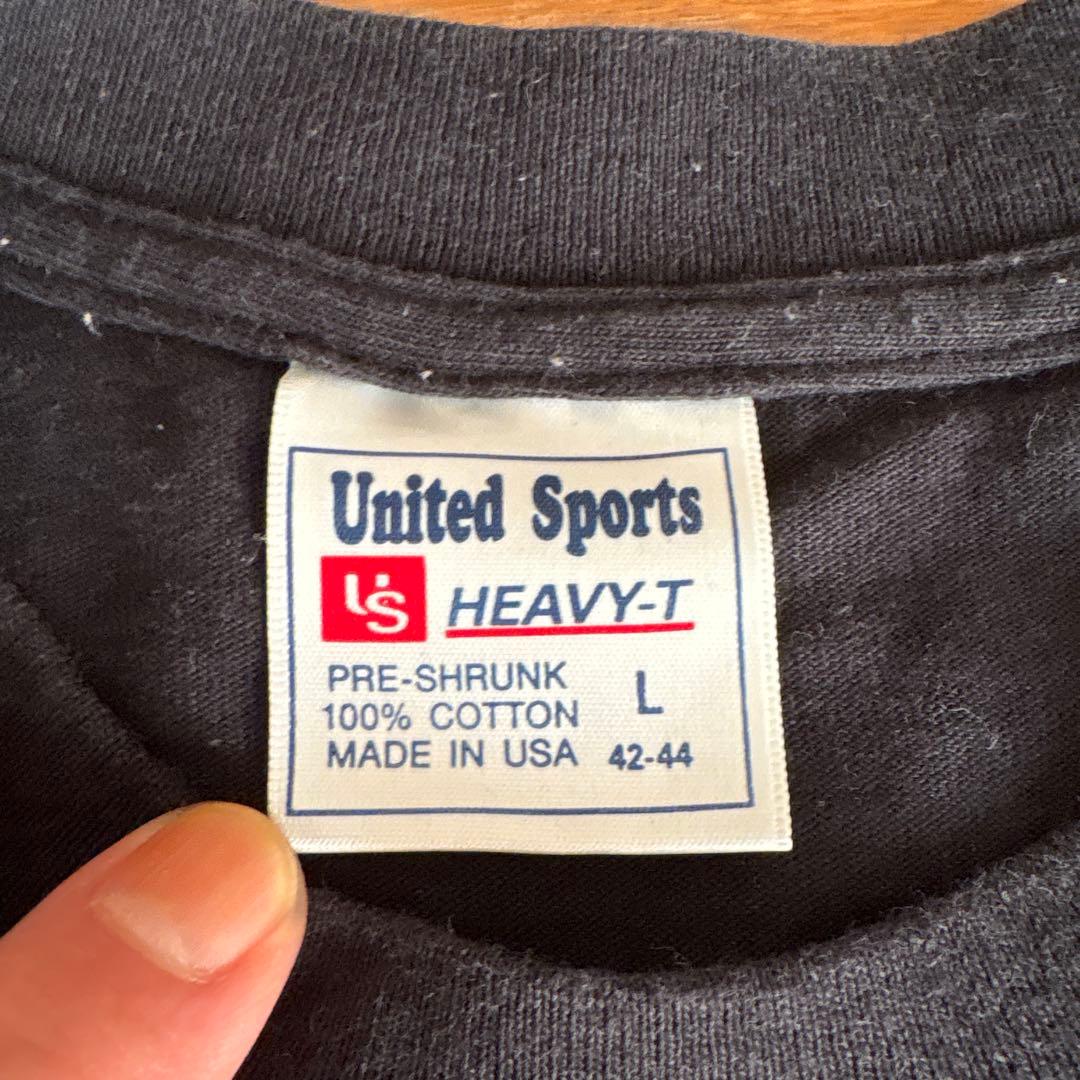 United Sports
US HEAVY-T
PRE-SHRUNK
100% COTTON L
MADE IN USA 42-44